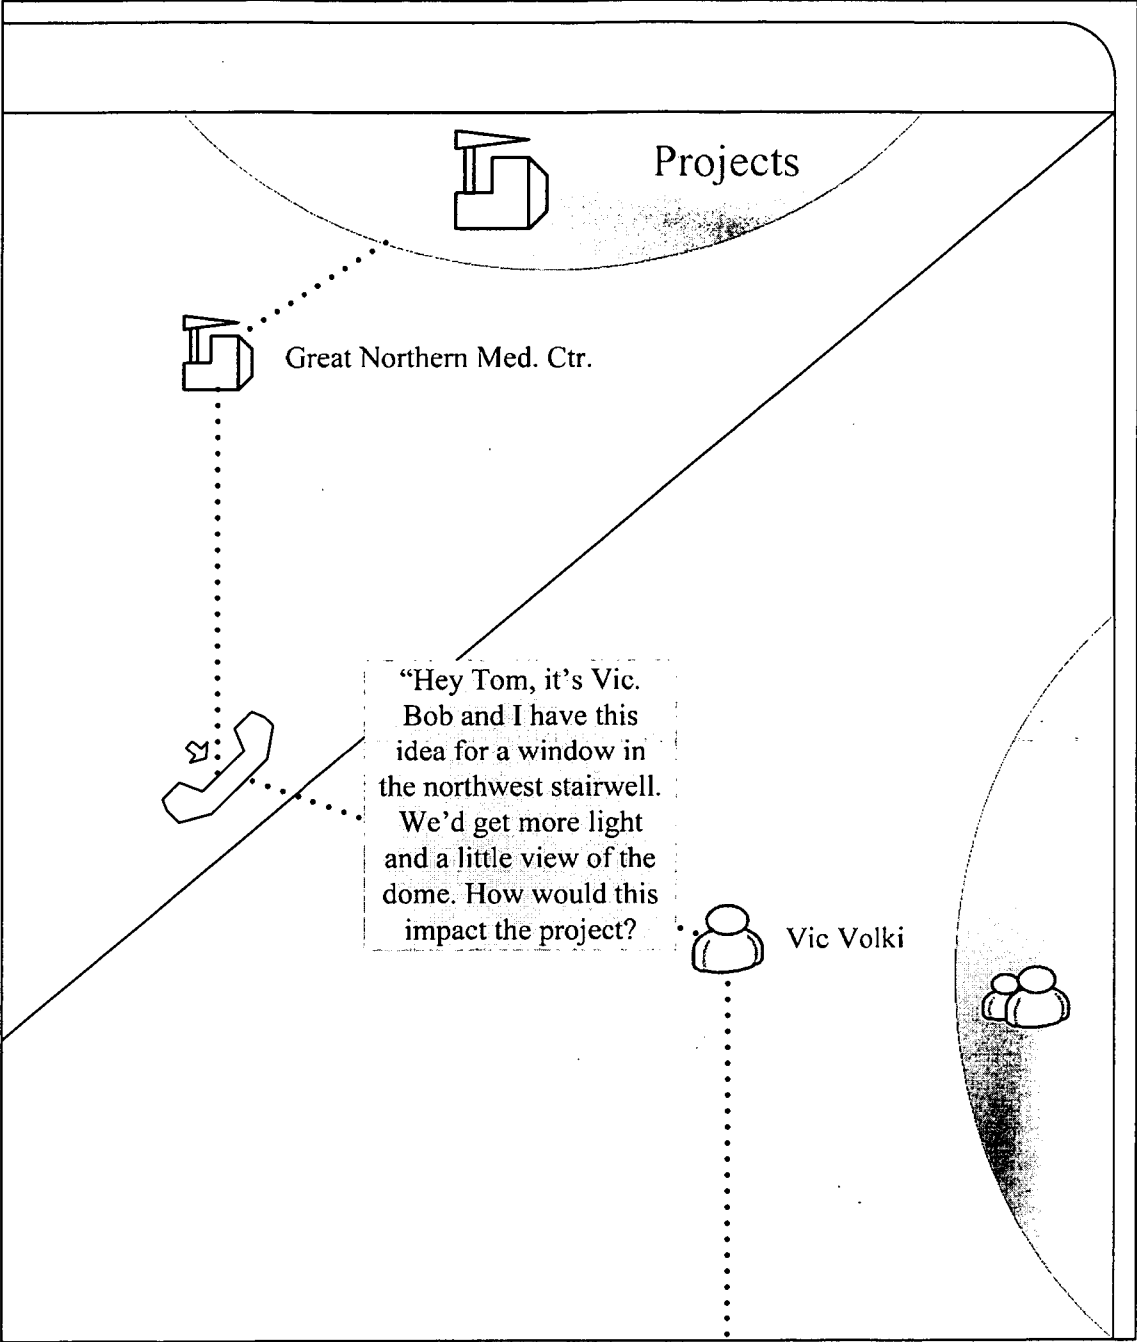 Projects
Great Northern Med. Ctr.
“Hey Tom, it’s Vic.
Bob and I have this
idea for a window in
the northwest stairwell.
We’d get more light
and a little view of the
dome. How would this
impact the project?
Vic Volki